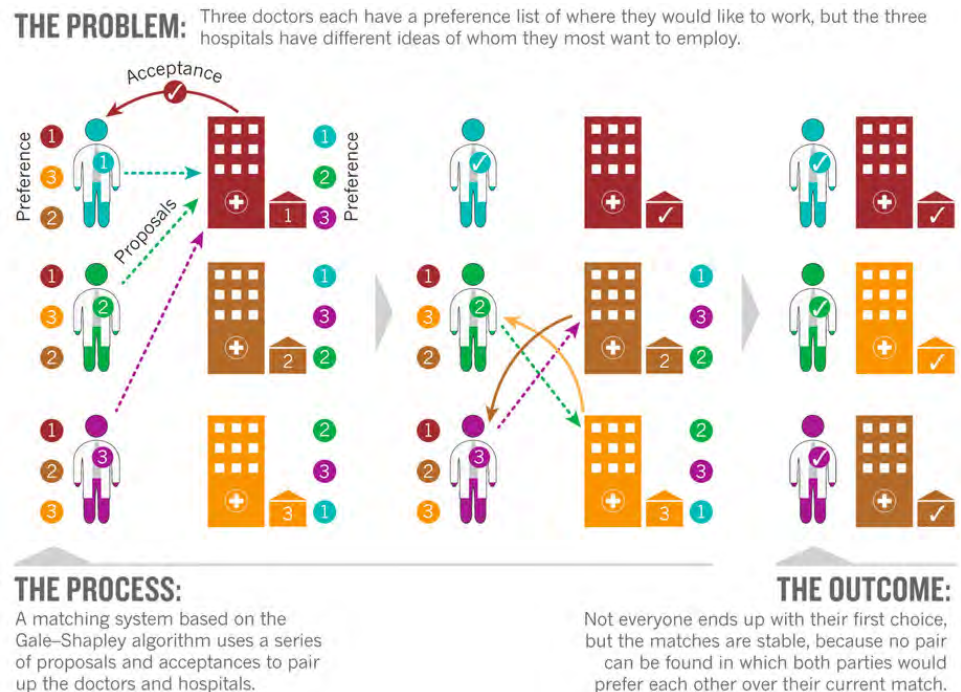 THE PROBLEM: Three doctors each have a preference list of where they would like to work, but the three
hospitals have different ideas of whom they most want to employ.
Acceptance
Preference
1
3
2
1
Proposals
1
1
2
3
Preference
1
3
2
2
2
1
3
2
1
2
3
3
3
2
3
1
1
3
2
2
2
1
3
2
1
2
3
3
3
2
3
1
THE PROCESS:
A matching system based on the
Gale–Shapley algorithm uses a series
of proposals and acceptances to pair
up the doctors and hospitals.
THE OUTCOME:
Not everyone ends up with their first choice,
but the matches are stable, because no pair
can be found in which both parties would
prefer each other over their current match.